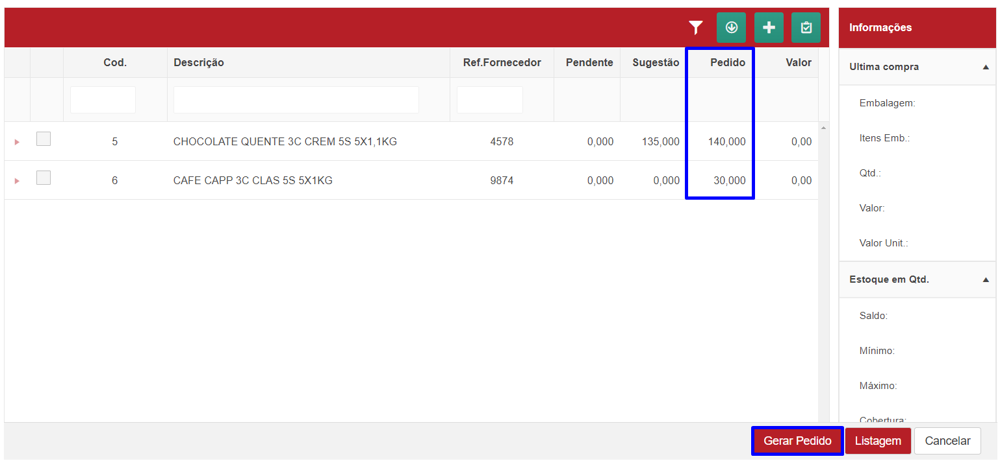 Informações
Cod. Descrição Ref.Fornecedor Pendente Sugestão Pedido Valor
5 CHOCOLATE QUENTE 3C CREM 5S 5X1,1KG 4578 0,000 135,000 140,000 0,00
6 CAFE CAPP 3C CLAS 5S 5X1KG 9874 0,000 0,000 30,000 0,00
Ultima compra
Embalagem:
Itens Emb.:
Qtd.:
Valor:
Valor Unit.:
Estoque em Qtd.
Saldo:
Mínimo:
Máximo:
Cobertura:
Gerar Pedido Listagem Cancelar